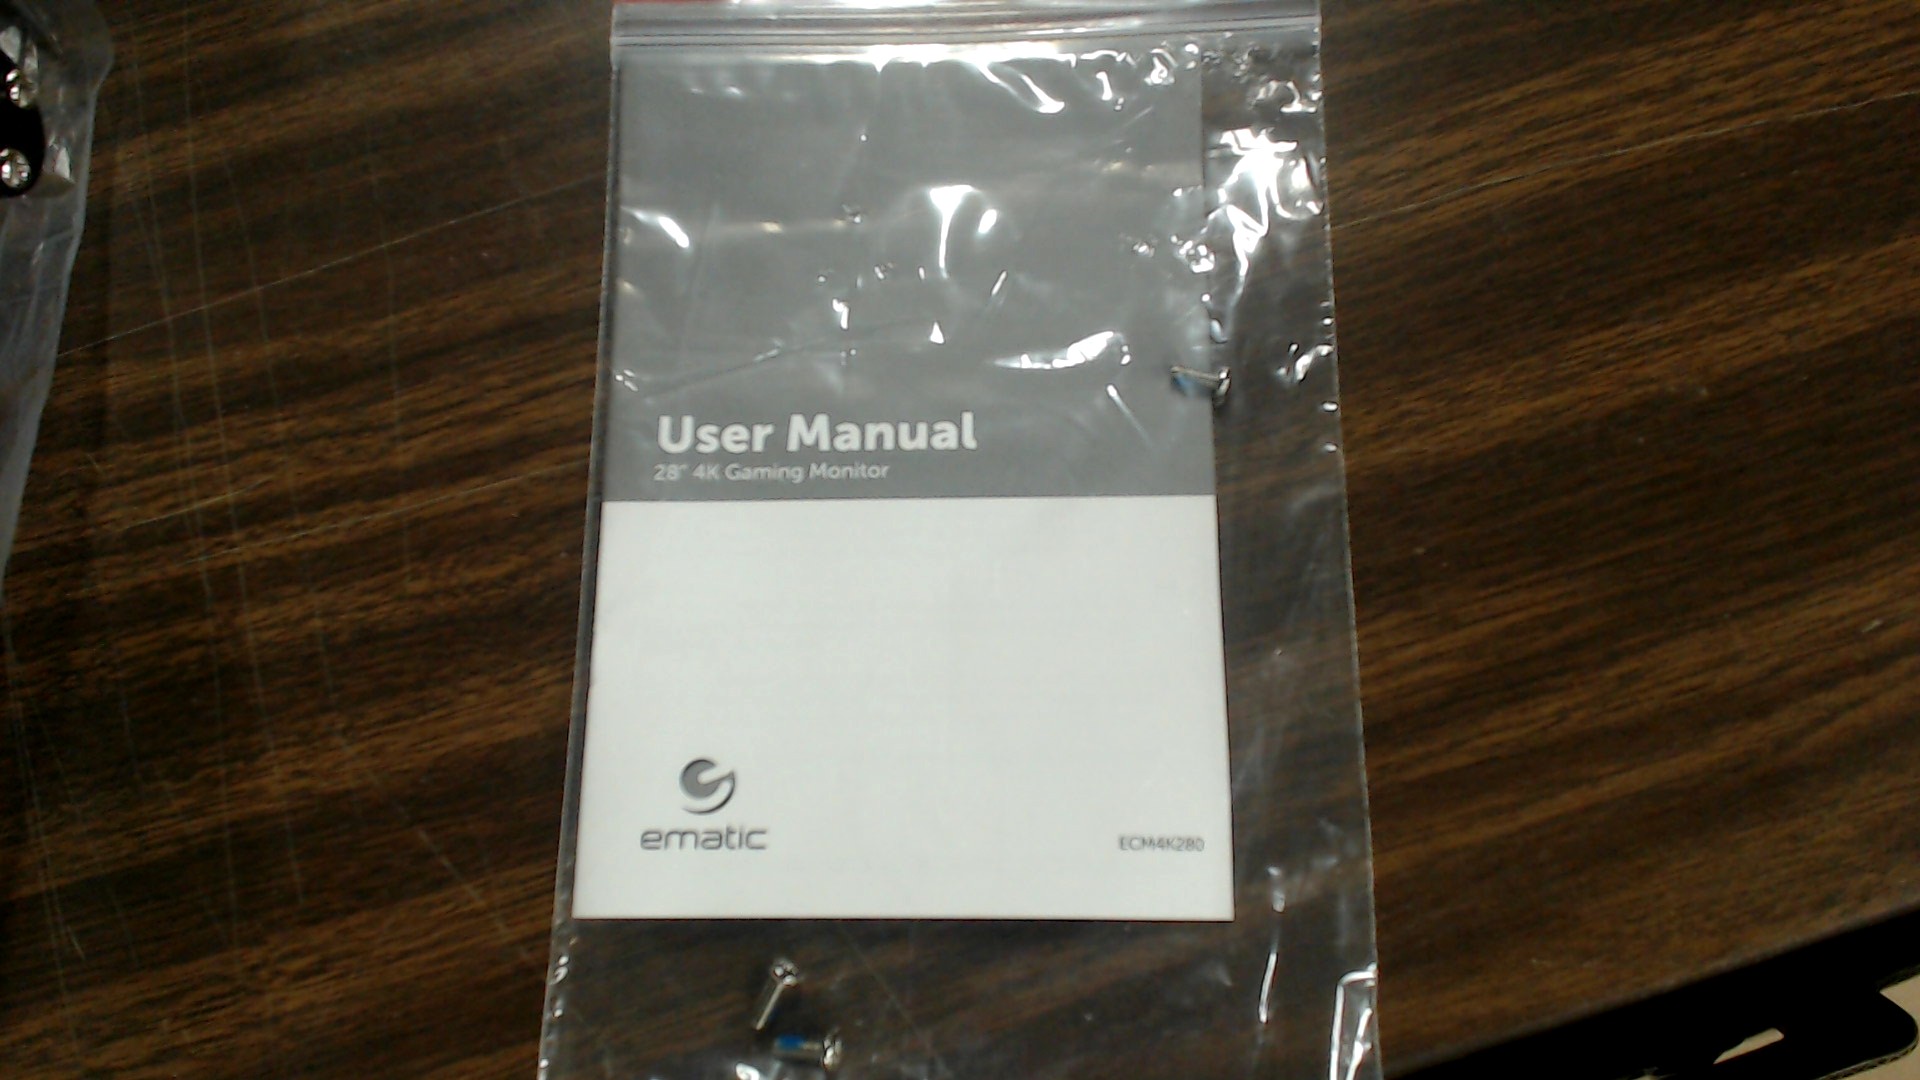 User Manual
28" 4K Gaming Monitor
ematic
ECM4K280